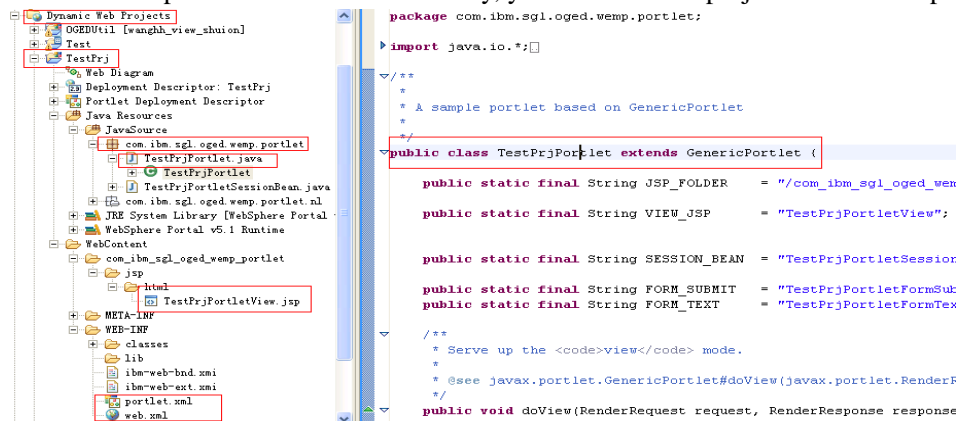 Dynamic Web Projects
OGEDUtil [wanghh_view_shuion]
Test
TestPrj
Web Diagram
Deployment Descriptor: TestPrj
Portlet Deployment Descriptor
Java Resources
JavaSource
com.ibm.sgl.oged.wemp.portlet
TestPrjPortlet.java
TestPrjPortlet
TestPrjPortletSessionBean.java
com.ibm.sgl.oged.wemp.portlet.nl
JRE System Library [WebSphere Portal
WebSphere Portal v5.1 Runtime
WebContent
com_ibm_sgl_oged_wemp_portlet
jsp
html
TestPrjPortletView.jsp
META-INF
WEB-INF
classes
lib
ibm-web-bnd.xmi
ibm-web-ext.xmi
portlet.xml
web.xml
package com.ibm.sgl.oged.wemp.portlet;
import java.io.*;
/**
*
* A sample portlet based on GenericPortlet
*
*/
public class TestPrjPortlet extends GenericPortlet {
public static final String JSP_FOLDER = "/com_ibm_sgl_oged_wem
public static final String VIEW_JSP = "TestPrjPortletView";
public static final String SESSION_BEAN = "TestPrjPortletSession
public static final String FORM_SUBMIT = "TestPrjPortletFormSub
public static final String FORM_TEXT = "TestPrjPortletFormTex
/**
* Serve up the <code>view</code> mode.
*
* @see javax.portlet.GenericPortlet#doView(javax.portlet.RenderR
*/
public void doView(RenderRequest request, RenderResponse response